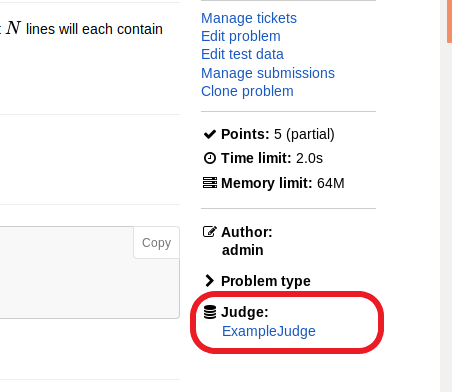 N lines will each contain
Copy
Manage tickets
Edit problem
Edit test data
Manage submissions
Clone problem
Points: 5 (partial)
Time limit: 2.0s
Memory limit: 64M
Author:
admin
Problem type
Judge:
ExampleJudge